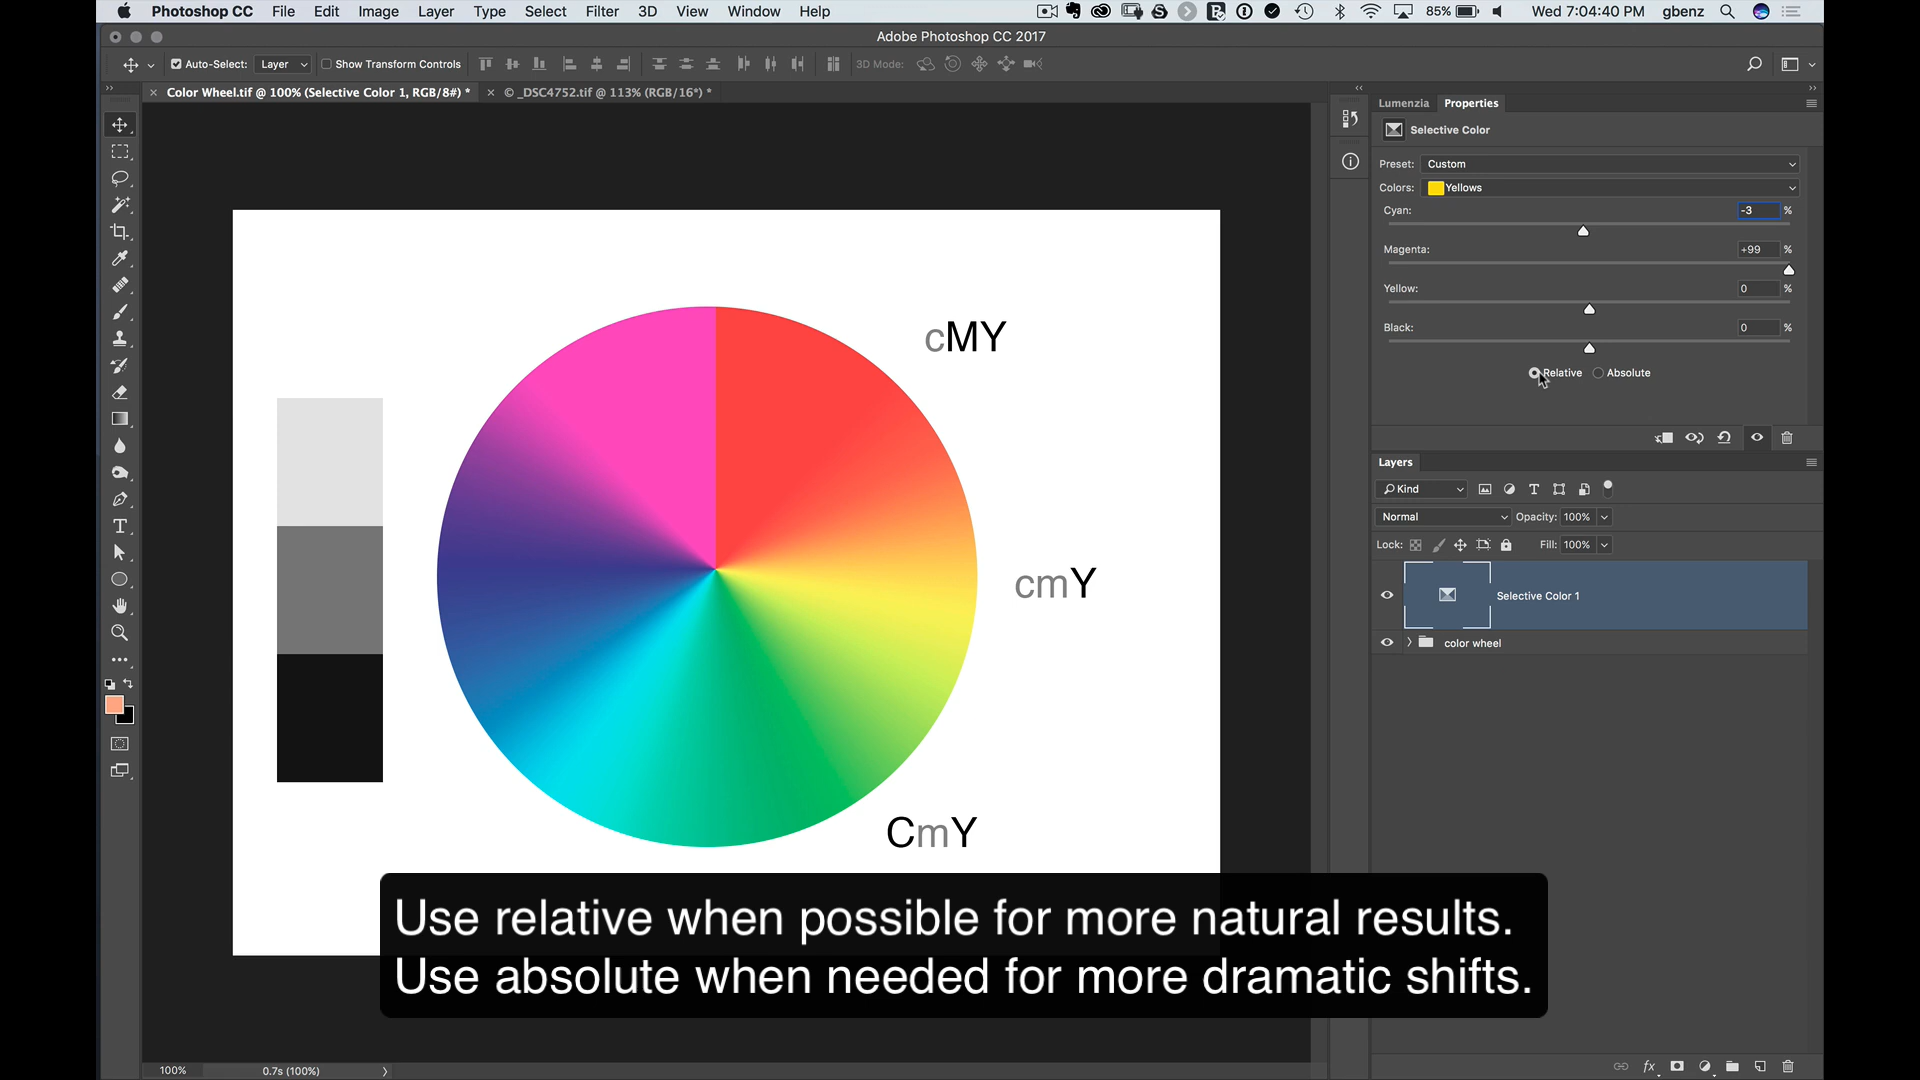 Photoshop CC File Edit Image Layer Type Select Filter 3D View Window Help 85% Wed 7:04:40 PM gbenz
Adobe Photoshop CC 2017
Auto-Select: Layer Show Transform Controls 3D Mode:
× Color Wheel.tif @ 100% (Selective Color 1, RGB/8#) * × © _DSC4752.tif @ 113% (RGB/16*) *
Lumenzia Properties
Selective Color
Preset: Custom
Colors: Yellows
Cyan: -3 %
Magenta: +99 %
Yellow: 0 %
Black: 0 %
Relative Absolute
Layers
Kind
Normal Opacity: 100%
Lock: Fill: 100%
Selective Color 1
color wheel
cMY
cmY
CmY
Use relative when possible for more natural results.
Use absolute when needed for more dramatic shifts.
100% 0.7s (100%)
fx